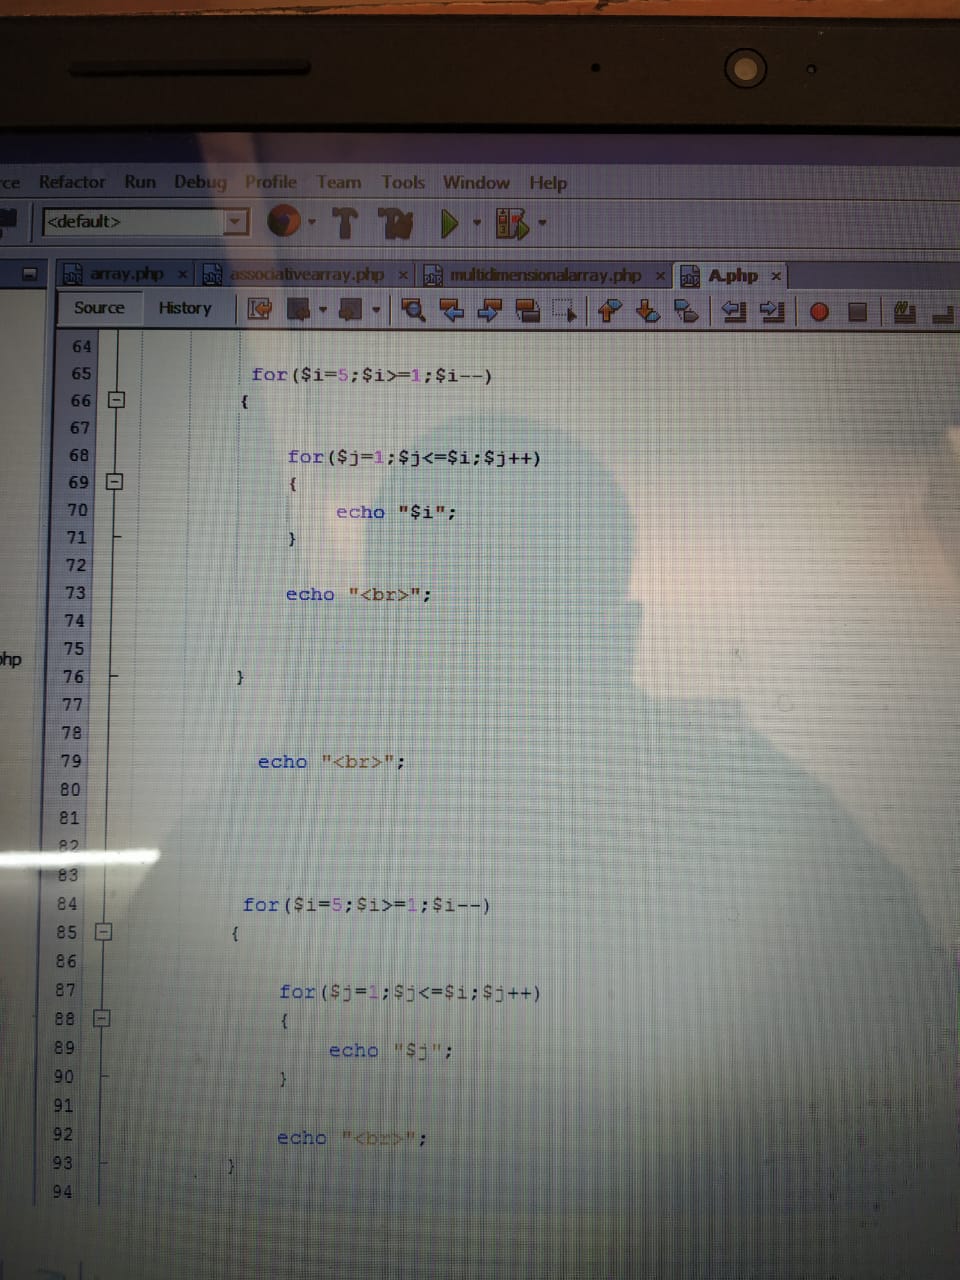 Refactor Run Debug Profile Team Tools Window Help
<default>
array.php × associativearray.php × multidimensionalarray.php × A.php ×
Source History
64
65 for($i=5;$i>=1;$i--)
66 {
67
68 for($j=1;$j<=$i;$j++)
69 {
70 echo "$i";
71 }
72
73 echo "<br>";
74
75
76 }
77
78
79 echo "<br>";
80
81
82
83
84 for($i=5;$i>=1;$i--)
85 {
86
87 for($j=1;$j<=$i;$j++)
88 {
89 echo "$j";
90 }
91
92 echo "<br>";
93 }
94